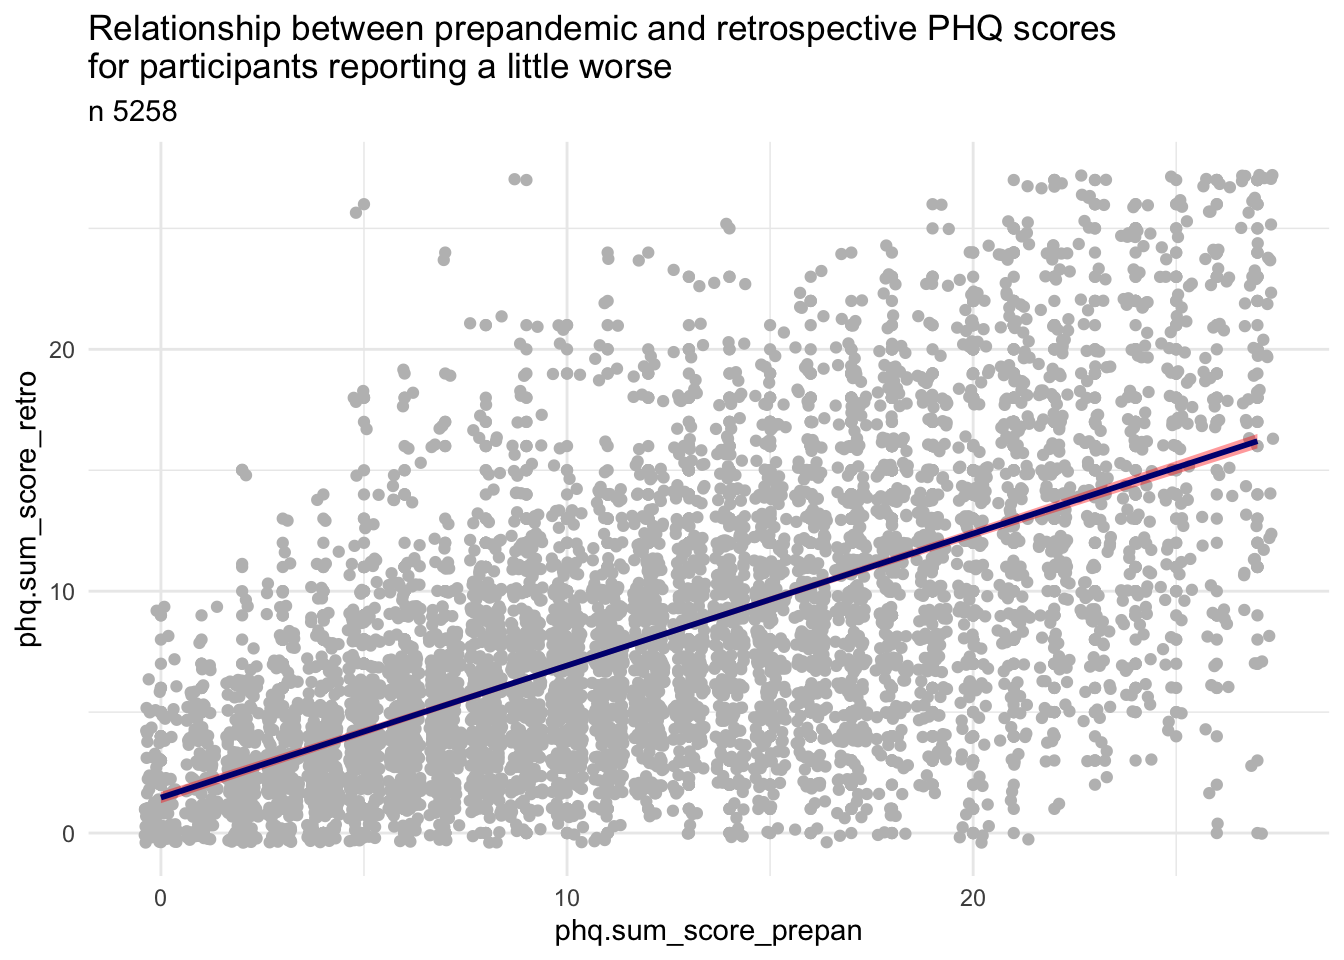 Relationship between prepandemic and retrospective PHQ scores
for participants reporting a little worse
n 5258
phq.sum_score_retro
20
10
0
0
10
20
phq.sum_score_prepan